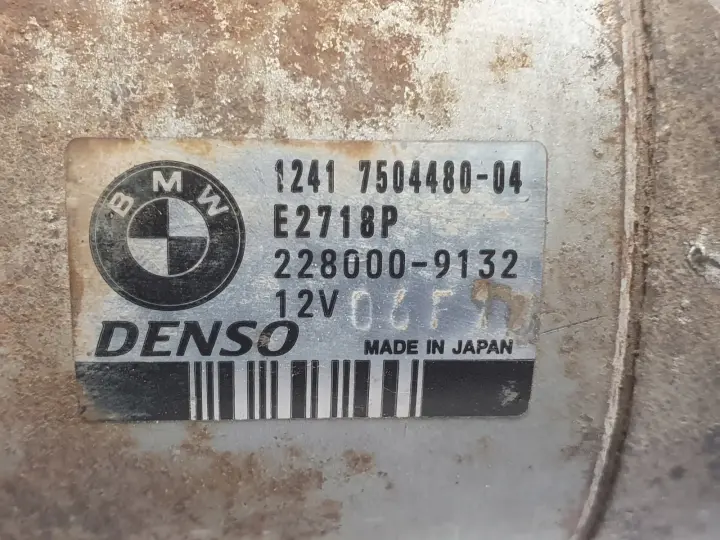 BMW
1241 7504480-04
E2718P
228000-9132
12V
DENSO
MADE IN JAPAN